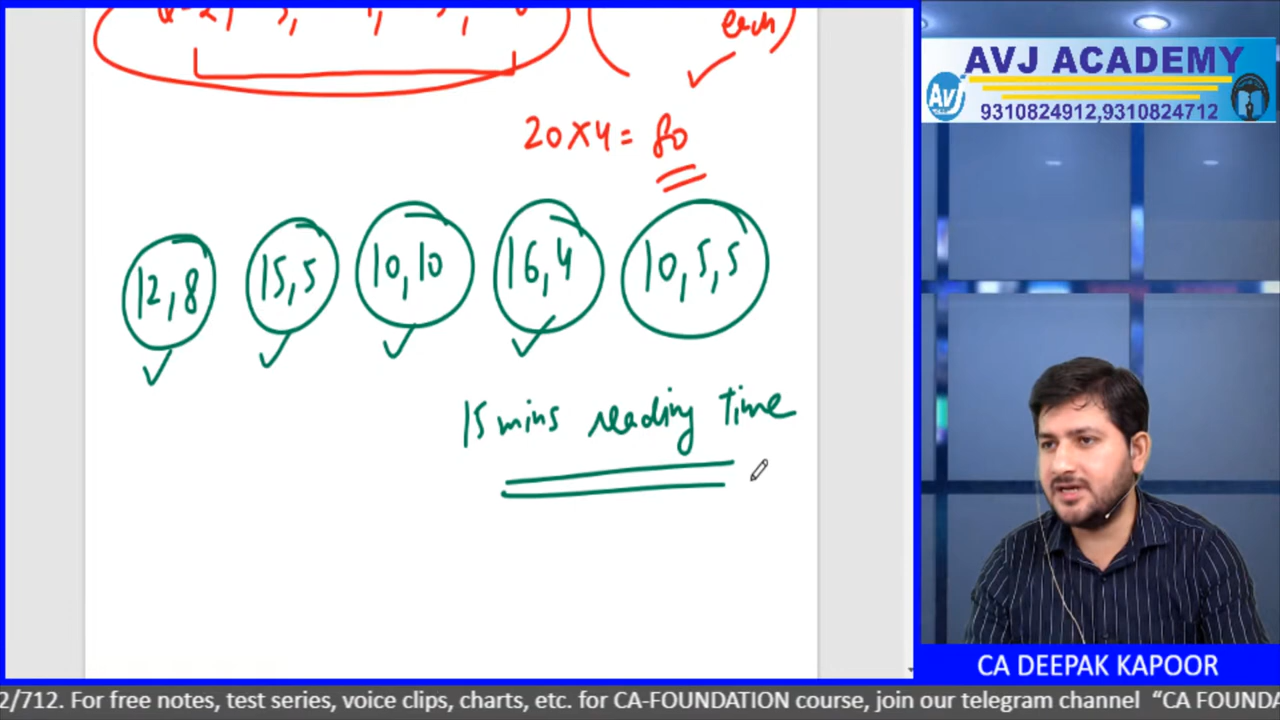 each)
20×4 = 80
12,8
15,5
10,10
16,4
10,5,5
15 mins reading time
AVJ ACADEMY
AVJ
9310824912,9310824712
CA DEEPAK KAPOOR
2/712. For free notes, test series, voice clips, charts, etc. for CA-FOUNDATION course, join our telegram channel “CA FOUNDA